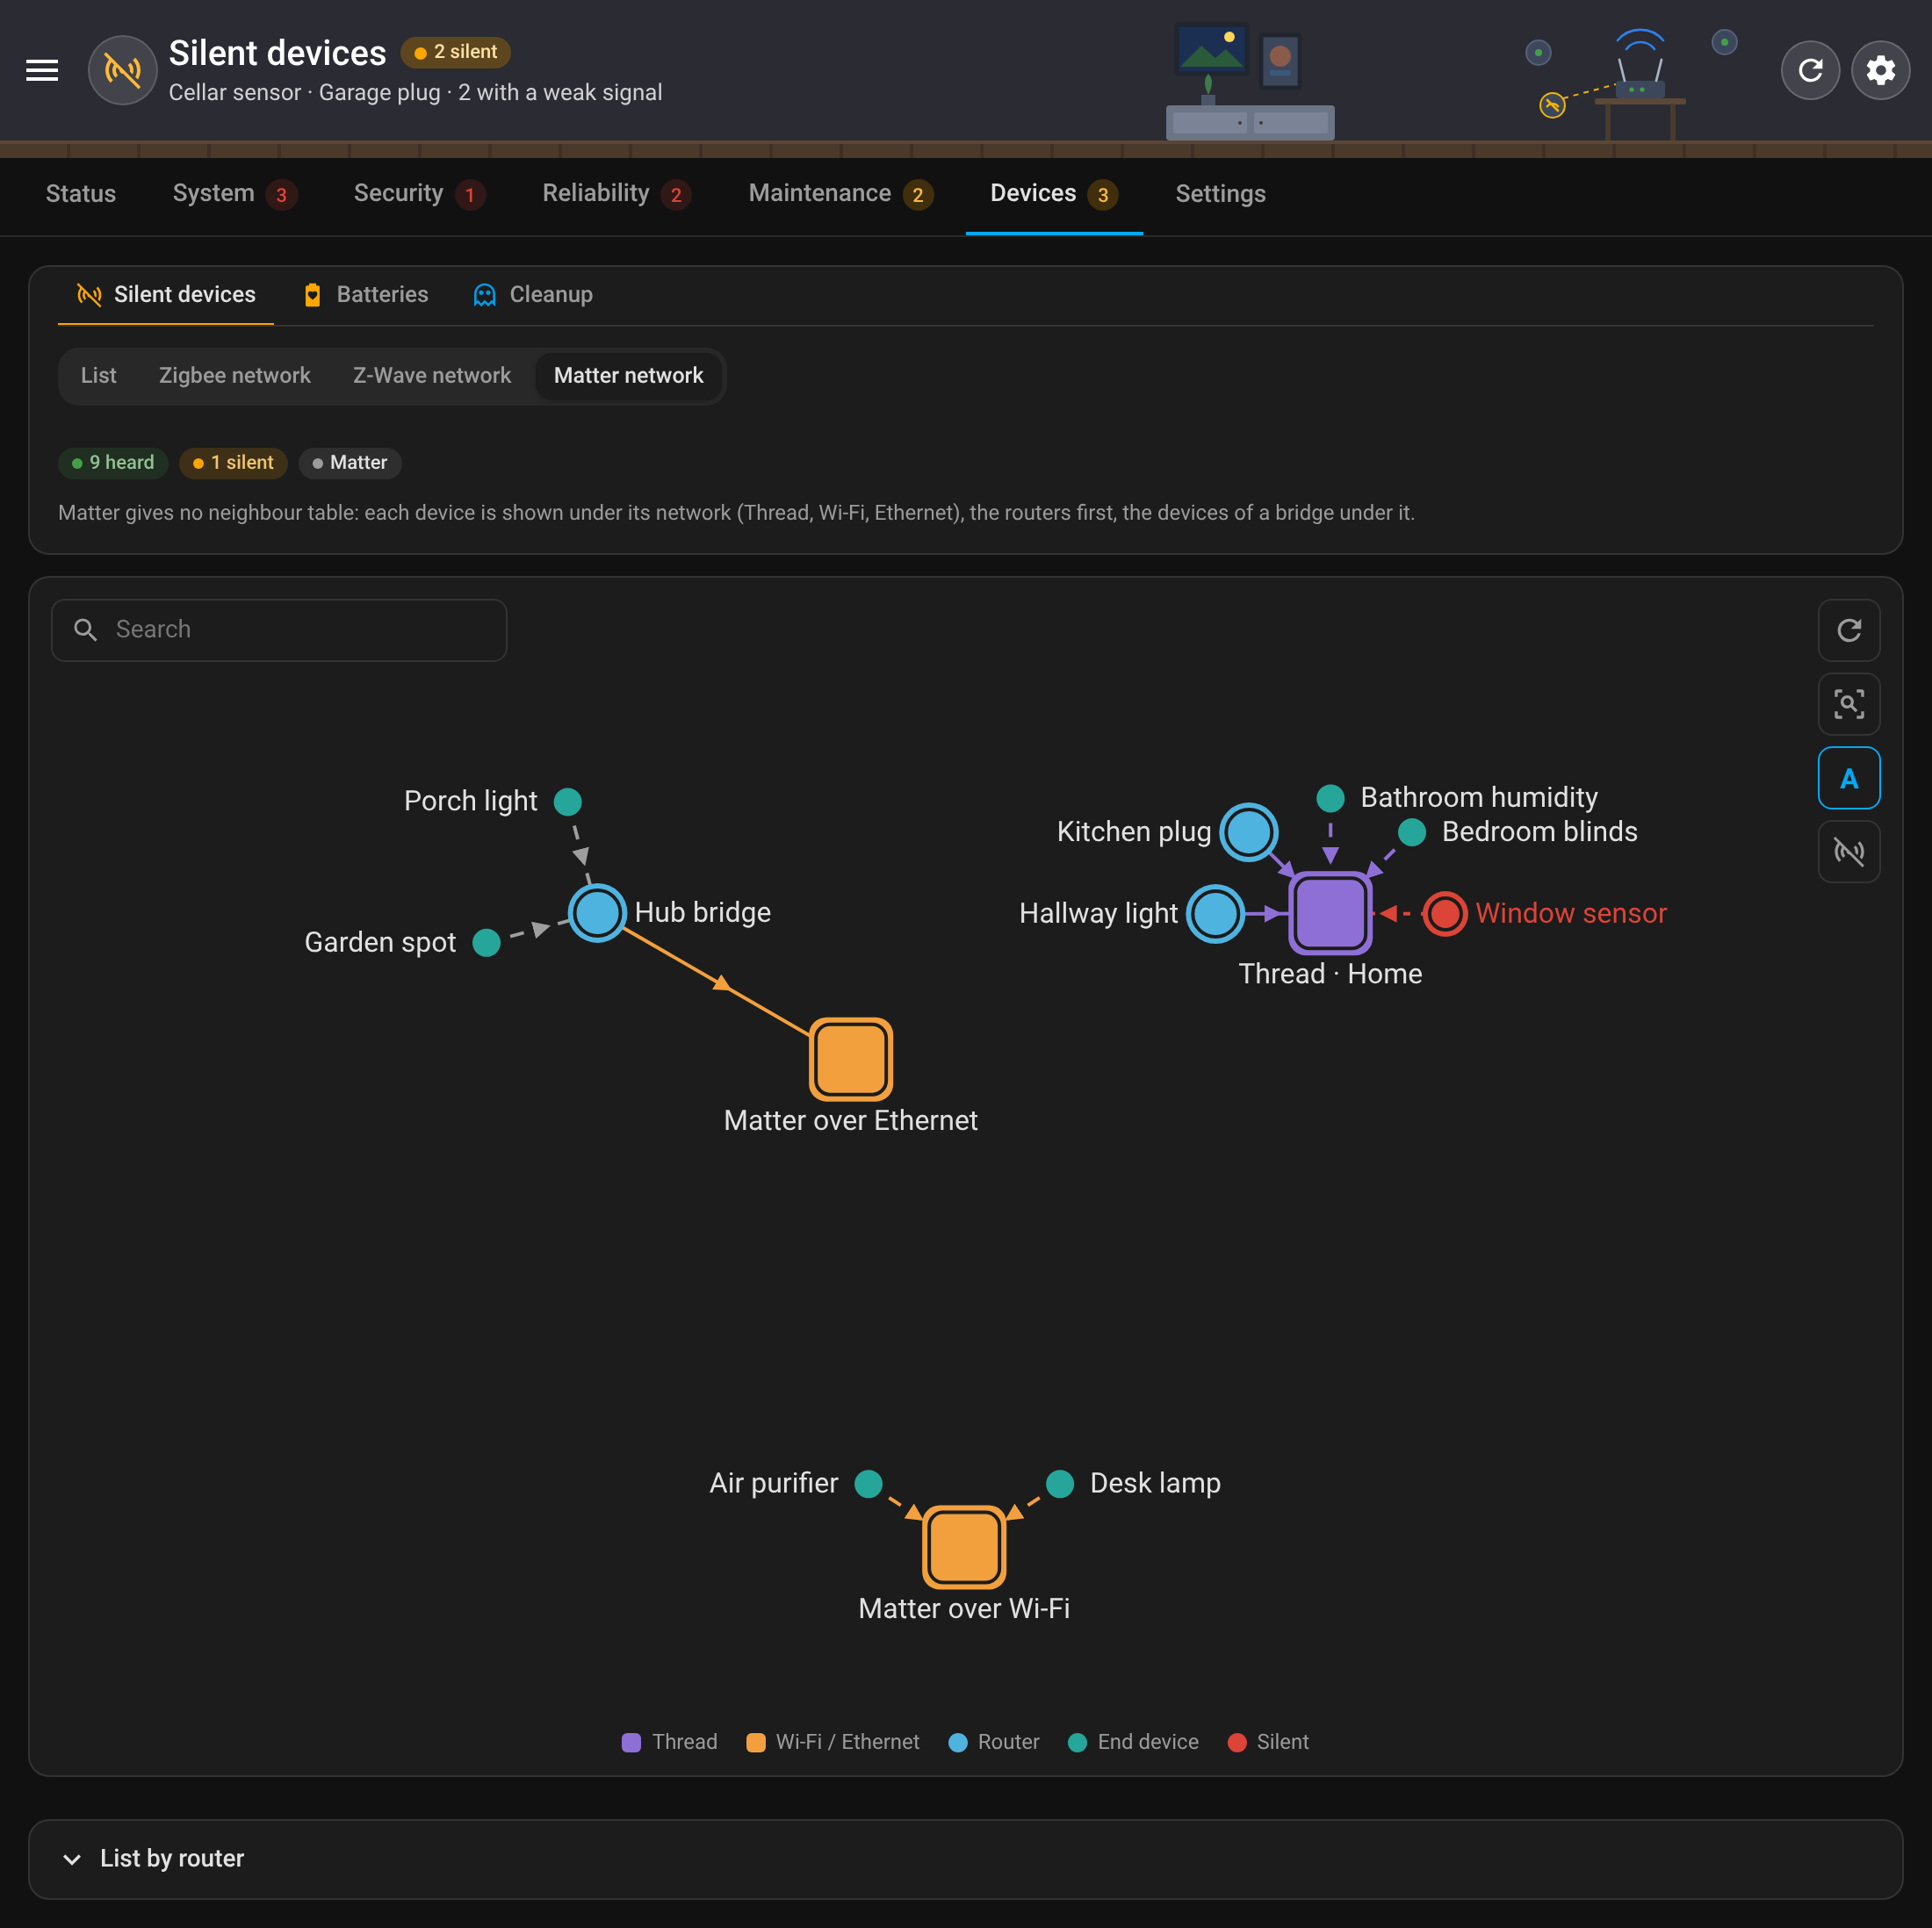 Silent devices
2 silent
Cellar sensor · Garage plug · 2 with a weak signal
Status
System 3
Security 1
Reliability 2
Maintenance 2
Devices 3
Settings
Silent devices
Batteries
Cleanup
List
Zigbee network
Z-Wave network
Matter network
9 heard
1 silent
Matter
Matter gives no neighbour table: each device is shown under its network (Thread, Wi-Fi, Ethernet), the routers first, the devices of a bridge under it.
Search
A
Porch light
Bathroom humidity
Kitchen plug
Bedroom blinds
Hub bridge
Hallway light
Window sensor
Garden spot
Thread · Home
Matter over Ethernet
Air purifier
Desk lamp
Matter over Wi-Fi
Thread
Wi-Fi / Ethernet
Router
End device
Silent
List by router